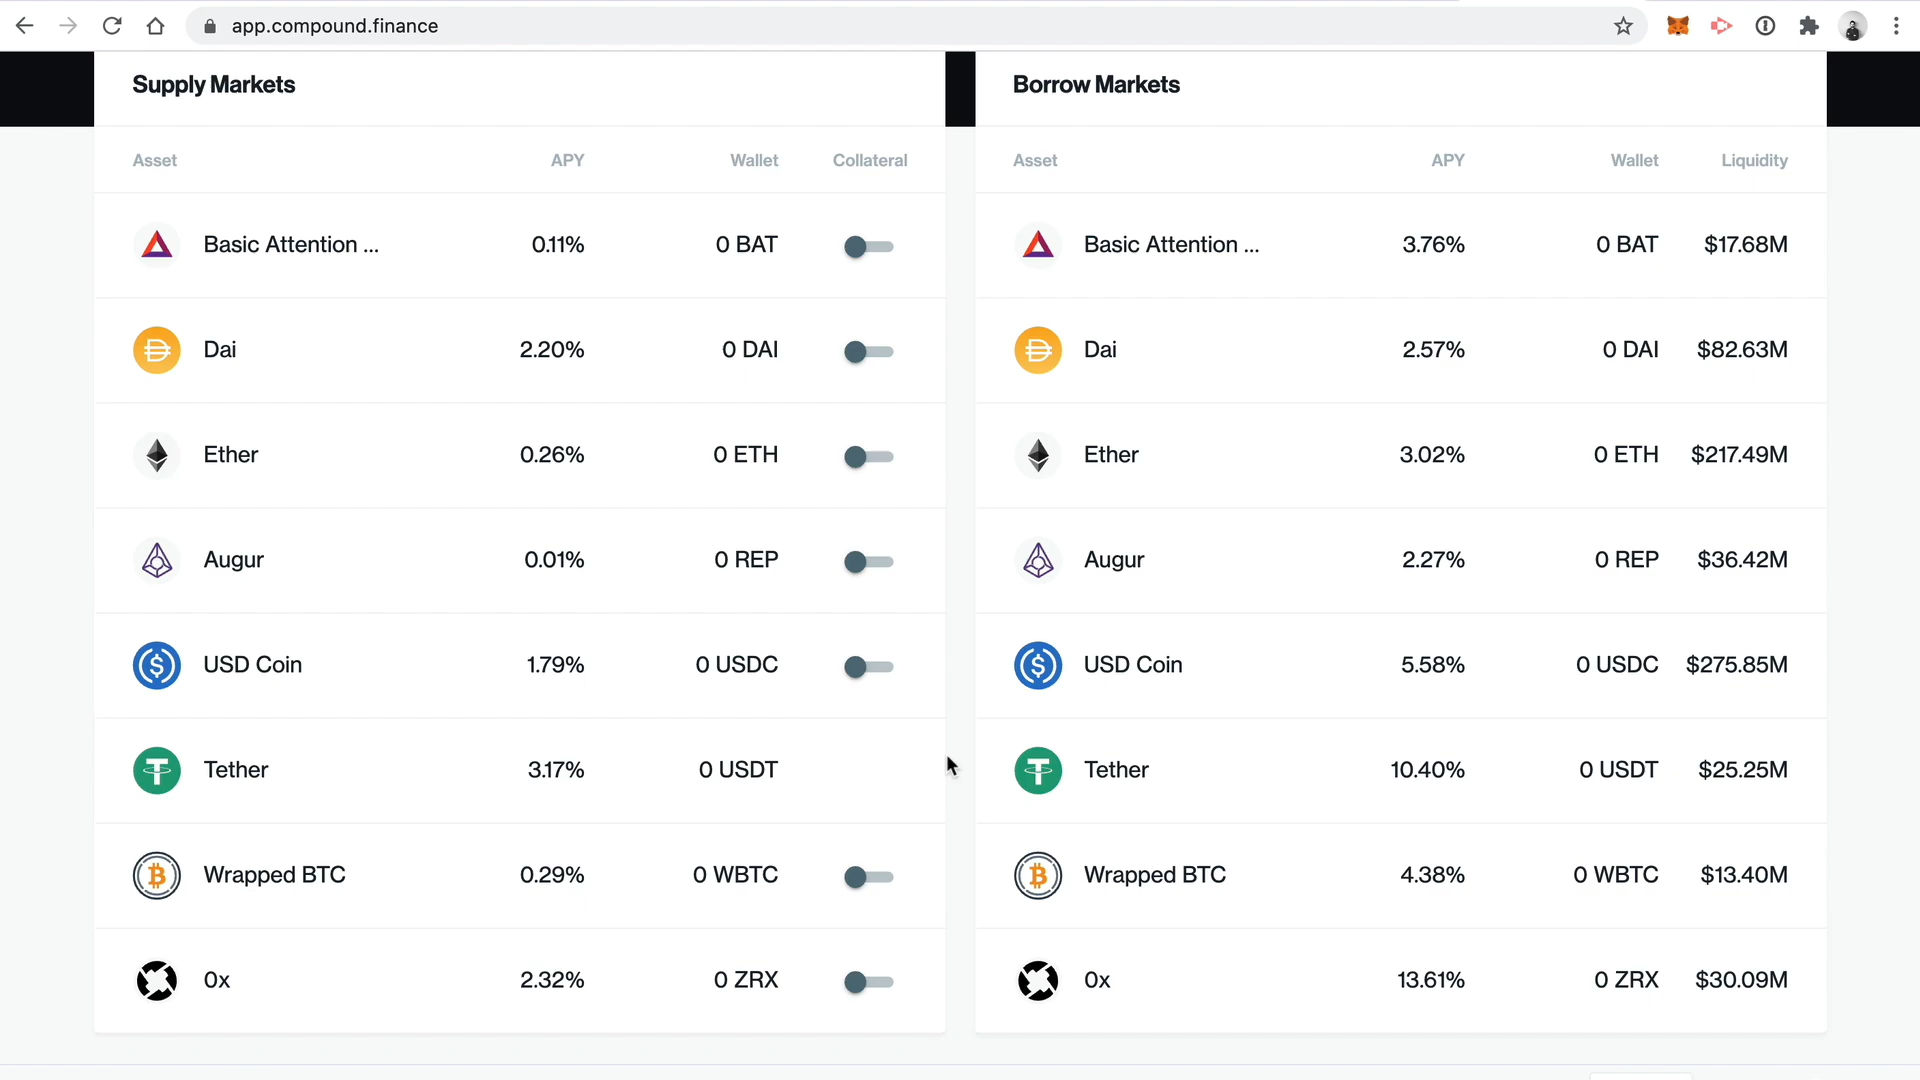 app.compound.finance
Supply Markets
Asset APY Wallet Collateral
Basic Attention ... 0.11% 0 BAT
Dai 2.20% 0 DAI
Ether 0.26% 0 ETH
Augur 0.01% 0 REP
USD Coin 1.79% 0 USDC
Tether 3.17% 0 USDT
Wrapped BTC 0.29% 0 WBTC
0x 2.32% 0 ZRX
Borrow Markets
Asset APY Wallet Liquidity
Basic Attention ... 3.76% 0 BAT $17.68M
Dai 2.57% 0 DAI $82.63M
Ether 3.02% 0 ETH $217.49M
Augur 2.27% 0 REP $36.42M
USD Coin 5.58% 0 USDC $275.85M
Tether 10.40% 0 USDT $25.25M
Wrapped BTC 4.38% 0 WBTC $13.40M
0x 13.61% 0 ZRX $30.09M